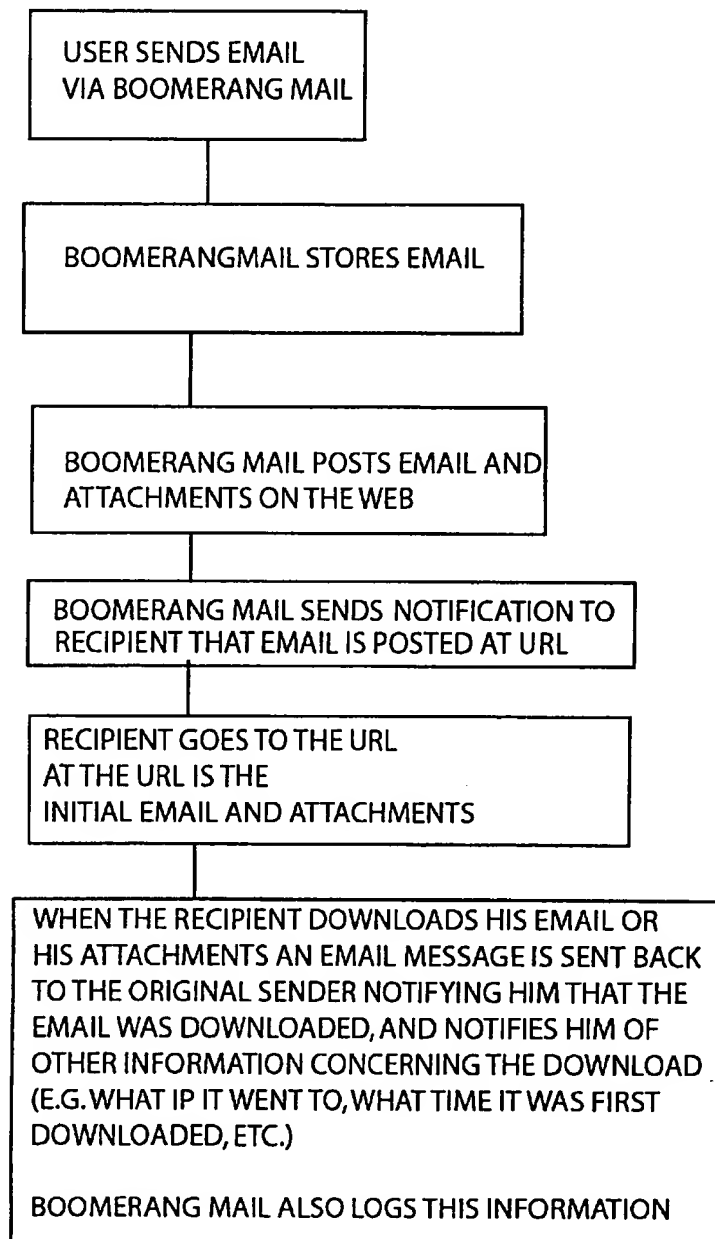 USER SENDS EMAIL
VIA BOOMERANG MAIL
BOOMERANGMAIL STORES EMAIL
BOOMERANG MAIL POSTS EMAIL AND
ATTACHMENTS ON THE WEB
BOOMERANG MAIL SENDS NOTIFICATION TO
RECIPIENT THAT EMAIL IS POSTED AT URL
RECIPIENT GOES TO THE URL
AT THE URL IS THE
INITIAL EMAIL AND ATTACHMENTS
WHEN THE RECIPIENT DOWNLOADS HIS EMAIL OR
HIS ATTACHMENTS AN EMAIL MESSAGE IS SENT BACK
TO THE ORIGINAL SENDER NOTIFYING HIM THAT THE
EMAIL WAS DOWNLOADED, AND NOTIFIES HIM OF
OTHER INFORMATION CONCERNING THE DOWNLOAD
(E.G. WHAT IP IT WENT TO, WHAT TIME IT WAS FIRST
DOWNLOADED, ETC.)
BOOMERANG MAIL ALSO LOGS THIS INFORMATION